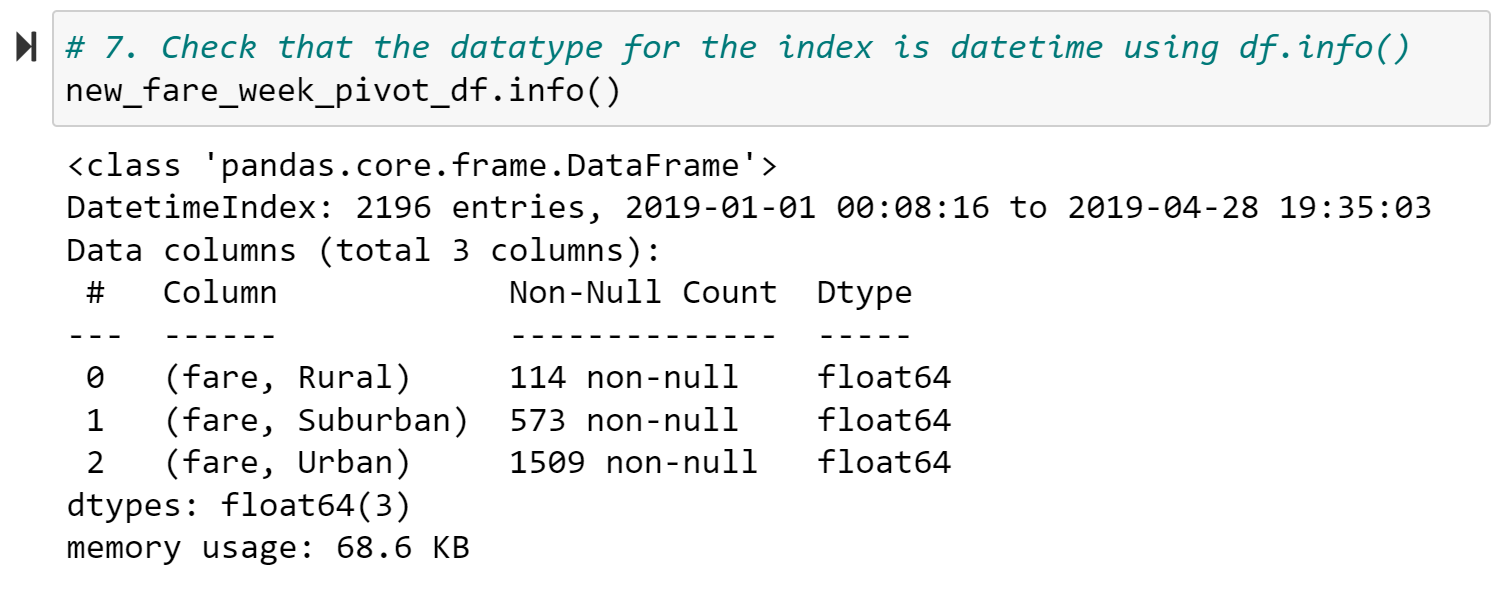 # 7. Check that the datatype for the index is datetime using df.info()
new_fare_week_pivot_df.info()
<class 'pandas.core.frame.DataFrame'>
DatetimeIndex: 2196 entries, 2019-01-01 00:08:16 to 2019-04-28 19:35:03
Data columns (total 3 columns):
 #   Column            Non-Null Count  Dtype
---  ------            --------------  -----
 0   (fare, Rural)     114 non-null    float64
 1   (fare, Suburban)  573 non-null    float64
 2   (fare, Urban)     1509 non-null   float64
dtypes: float64(3)
memory usage: 68.6 KB